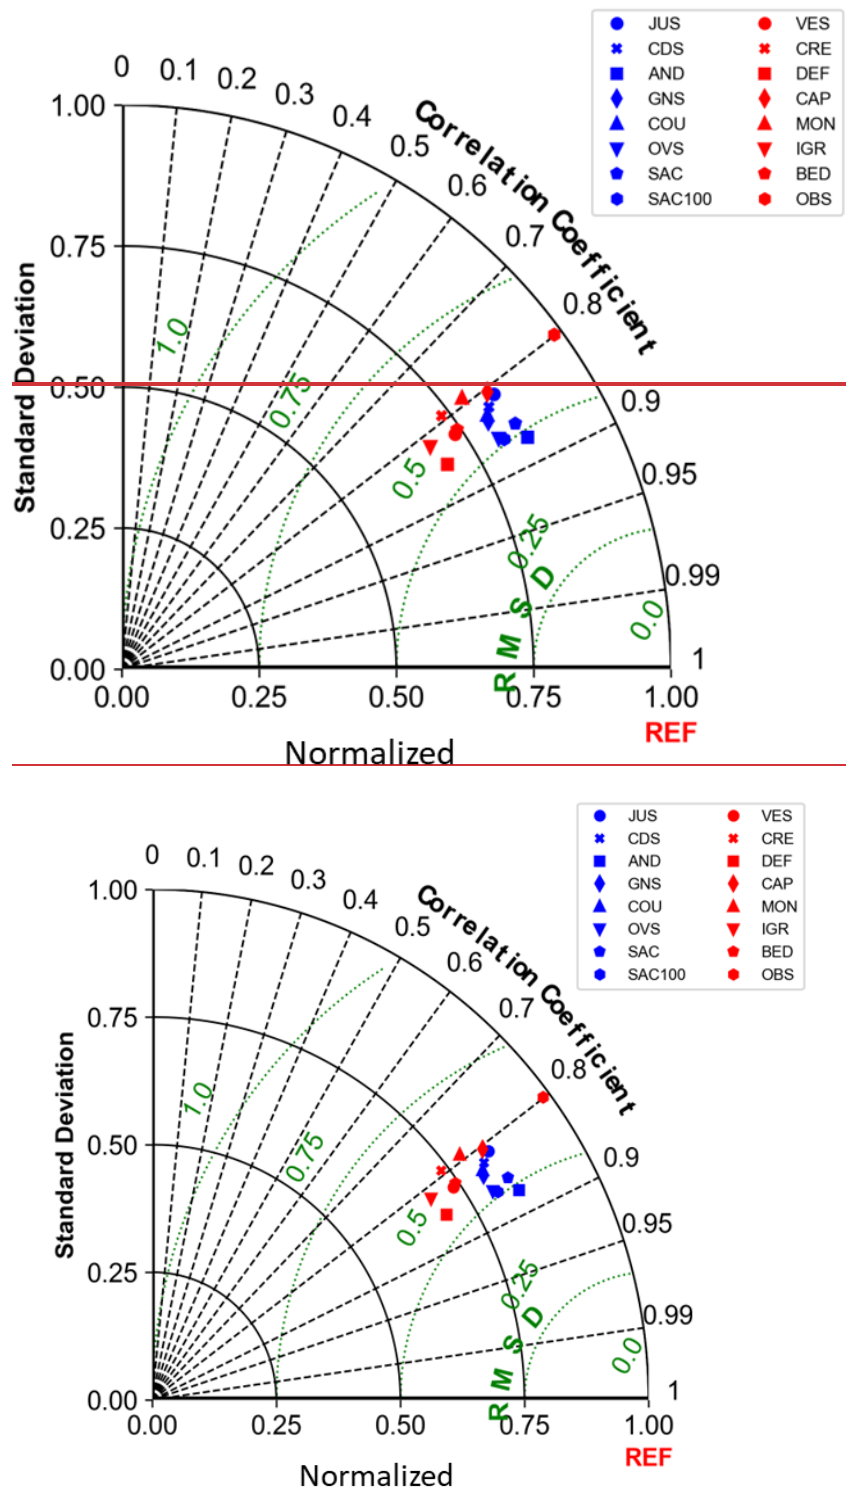 JUS VES
CDS CRE
AND DEF
GNS CAP
COU MON
OVS IGR
SAC BED
SAC100 OBS
0 0.1 0.2 0.3 0.4 0.5 0.6 0.7 0.8 0.9 0.95 0.99 1
Correlation Coefficient
1.00
0.75
0.50
0.25
0.00
Standard Deviation
1.0 0.75 0.5 0.25 0.0
RMSD
0.00 0.25 0.50 0.75 1.00
REF
Normalized
JUS VES
CDS CRE
AND DEF
GNS CAP
COU MON
OVS IGR
SAC BED
SAC100 OBS
0 0.1 0.2 0.3 0.4 0.5 0.6 0.7 0.8 0.9 0.95 0.99 1
Correlation Coefficient
1.00
0.75
0.50
0.25
0.00
Standard Deviation
1.0 0.75 0.5 0.25 0.0
RMSD
0.00 0.25 0.50 0.75 1.00
REF
Normalized